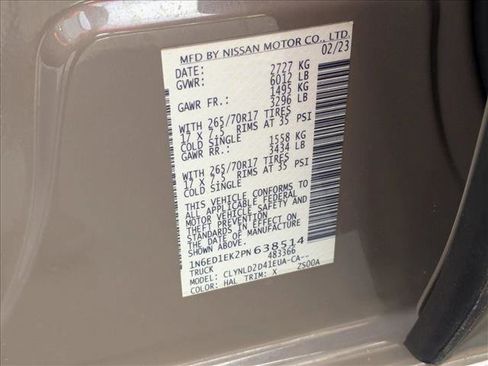 MFD BY NISSAN MOTOR CO., LTD.
DATE: 02/23
GVWR: 2727 KG
6012 LB
GAWR FR.: 1495 KG
3296 LB
WITH 265/70R17 TIRES
17 X 7.5 RIMS AT 35 PSI
COLD SINGLE
GAWR RR.: 1558 KG
3434 LB
WITH 265/70R17 TIRES
17 X 7.5 RIMS AT 35 PSI
COLD SINGLE
THIS VEHICLE CONFORMS TO
ALL APPLICABLE FEDERAL
MOTOR VEHICLE SAFETY AND
THEFT PREVENTION
STANDARDS IN EFFECT ON
THE DATE OF MANUFACTURE
SHOWN ABOVE.
1N6ED1EK2PN638514
TRUCK 483366
MODEL: CLYNLD2D41EUA-CA--
COLOR: HAL TRIM: X 2S00A